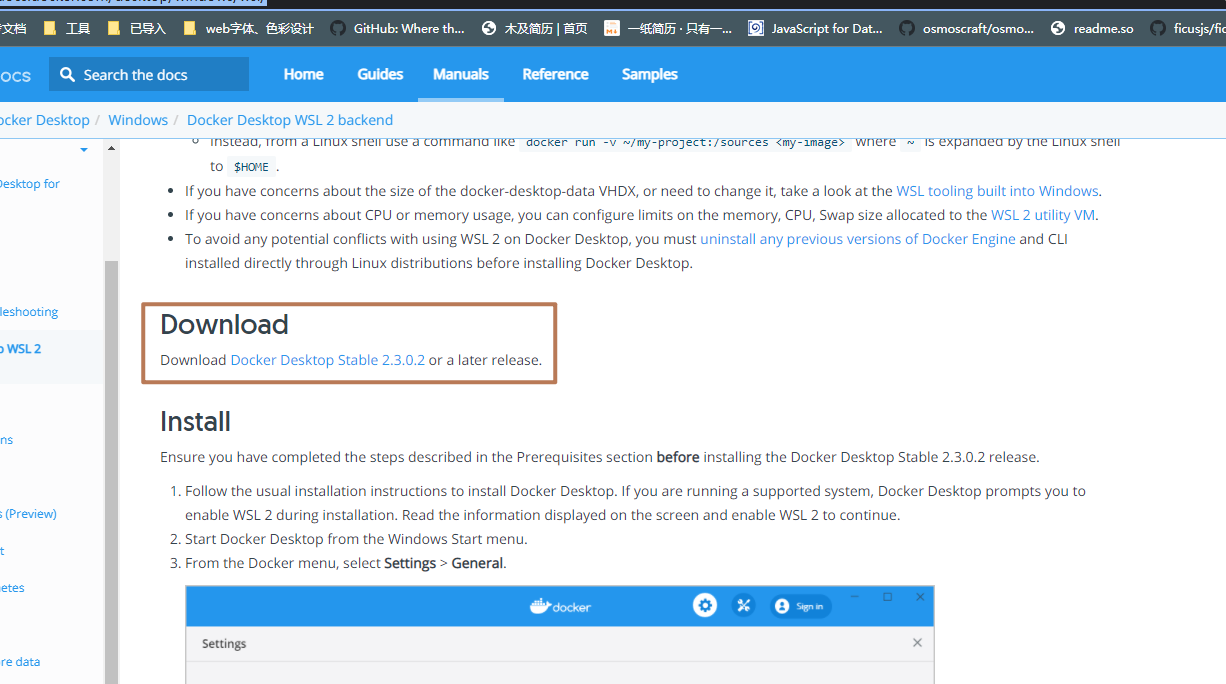 文档 工具 已导入 web字体、色彩设计 GitHub: Where th... 木及简历 | 首页 一纸简历 · 只有一... JavaScript for Dat... osmoscraft/osmo... readme.so ficusjs/fic
ocs Search the docs Home Guides Manuals Reference Samples
ocker Desktop / Windows / Docker Desktop WSL 2 backend
Instead, from a Linux shell use a command like docker run -v ~/my-project:/sources <my-image> where ~ is expanded by the Linux shell
to $HOME .
Desktop for
If you have concerns about the size of the docker-desktop-data VHDX, or need to change it, take a look at the WSL tooling built into Windows.
If you have concerns about CPU or memory usage, you can configure limits on the memory, CPU, Swap size allocated to the WSL 2 utility VM.
To avoid any potential conflicts with using WSL 2 on Docker Desktop, you must uninstall any previous versions of Docker Engine and CLI
installed directly through Linux distributions before installing Docker Desktop.
leshooting
Download
p WSL 2
Download Docker Desktop Stable 2.3.0.2 or a later release.
Install
ns
Ensure you have completed the steps described in the Prerequisites section before installing the Docker Desktop Stable 2.3.0.2 release.
1. Follow the usual installation instructions to install Docker Desktop. If you are running a supported system, Docker Desktop prompts you to
s (Preview)
enable WSL 2 during installation. Read the information displayed on the screen and enable WSL 2 to continue.
2. Start Docker Desktop from the Windows Start menu.
t
3. From the Docker menu, select Settings > General.
etes
docker Sign in
Settings
re data